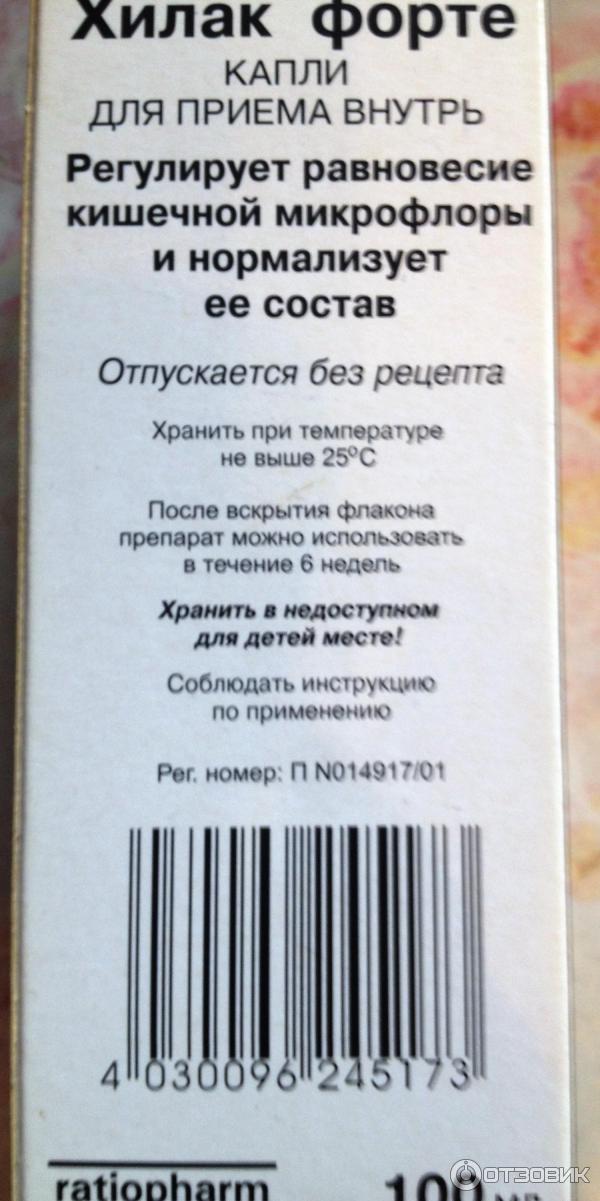 Хилак форте
КАПЛИ
ДЛЯ ПРИЕМА ВНУТРЬ
Регулирует равновесие
кишечной микрофлоры
и нормализует
ее состав
Отпускается без рецепта
Хранить при температуре
не выше 25°С
После вскрытия флакона
препарат можно использовать
в течение 6 недель
Хранить в недоступном
для детей месте!
Соблюдать инструкцию
по применению
Рег. номер: П N014917/01
4 030096 245173
ratiopharm
ОТЗОВИК